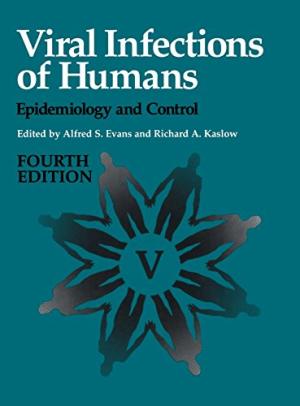 Viral Infections
of Humans
Epidemiology and Control
Edited by Alfred S. Evans and Richard A. Kaslow
FOURTH
EDITION
V